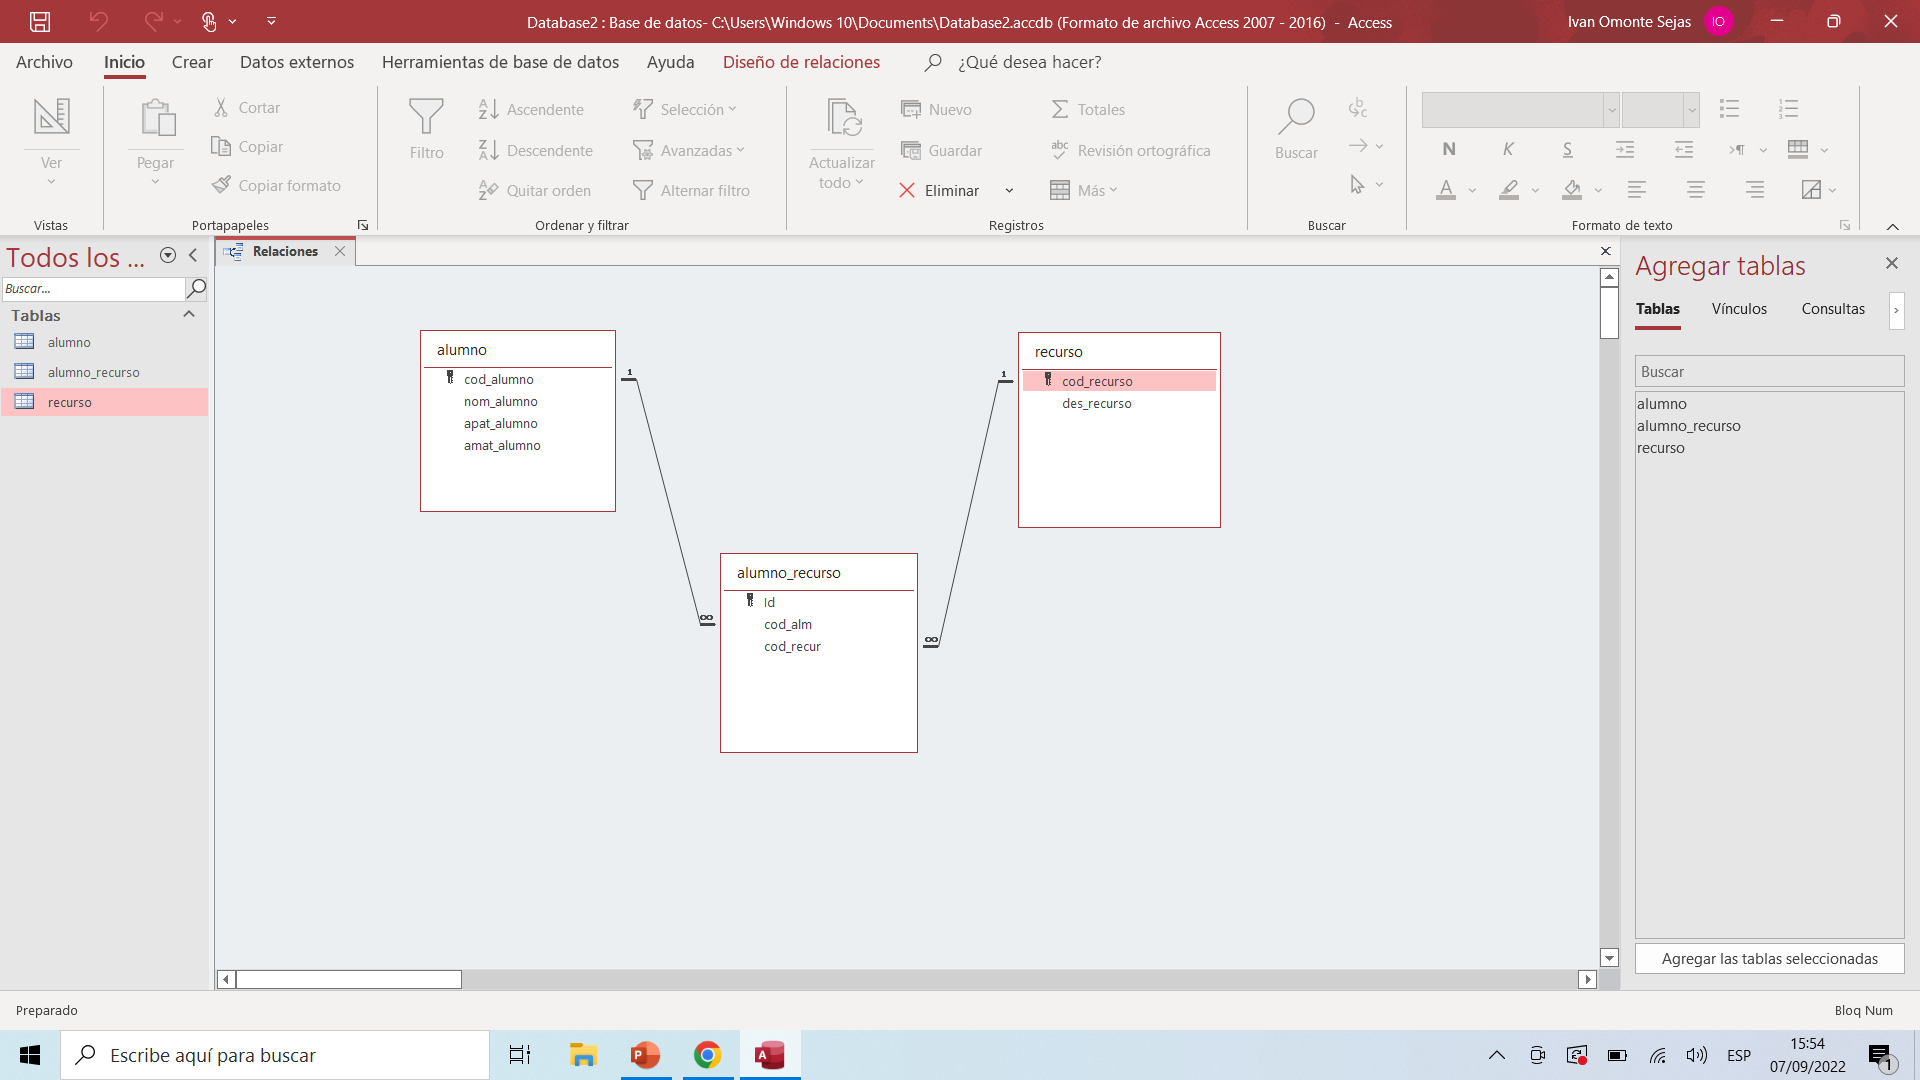 Database2 : Base de datos- C:\Users\Windows 10\Documents\Database2.accdb (Formato de archivo Access 2007 - 2016)  -  Access
Ivan Omonte Sejas
IO
Archivo
Inicio
Crear
Datos externos
Herramientas de base de datos
Ayuda
Diseño de relaciones
¿Qué desea hacer?
Ver
Vistas
Pegar
Cortar
Copiar
Copiar formato
Portapapeles
Filtro
Ascendente
Descendente
Quitar orden
Selección
Avanzadas
Alternar filtro
Ordenar y filtrar
Actualizar
todo
Nuevo
Guardar
Eliminar
Totales
Revisión ortográfica
Más
Registros
Buscar
Buscar
N
K
S
A
Formato de texto
Todos los ...
Buscar...
Tablas
alumno
alumno_recurso
recurso
Relaciones
alumno
cod_alumno
nom_alumno
apat_alumno
amat_alumno
1
∞
alumno_recurso
Id
cod_alm
cod_recur
∞
1
recurso
cod_recurso
des_recurso
Agregar tablas
Tablas
Vínculos
Consultas
Buscar
alumno
alumno_recurso
recurso
Agregar las tablas seleccionadas
Preparado
Bloq Num
Escribe aquí para buscar
ESP
15:54
07/09/2022
1